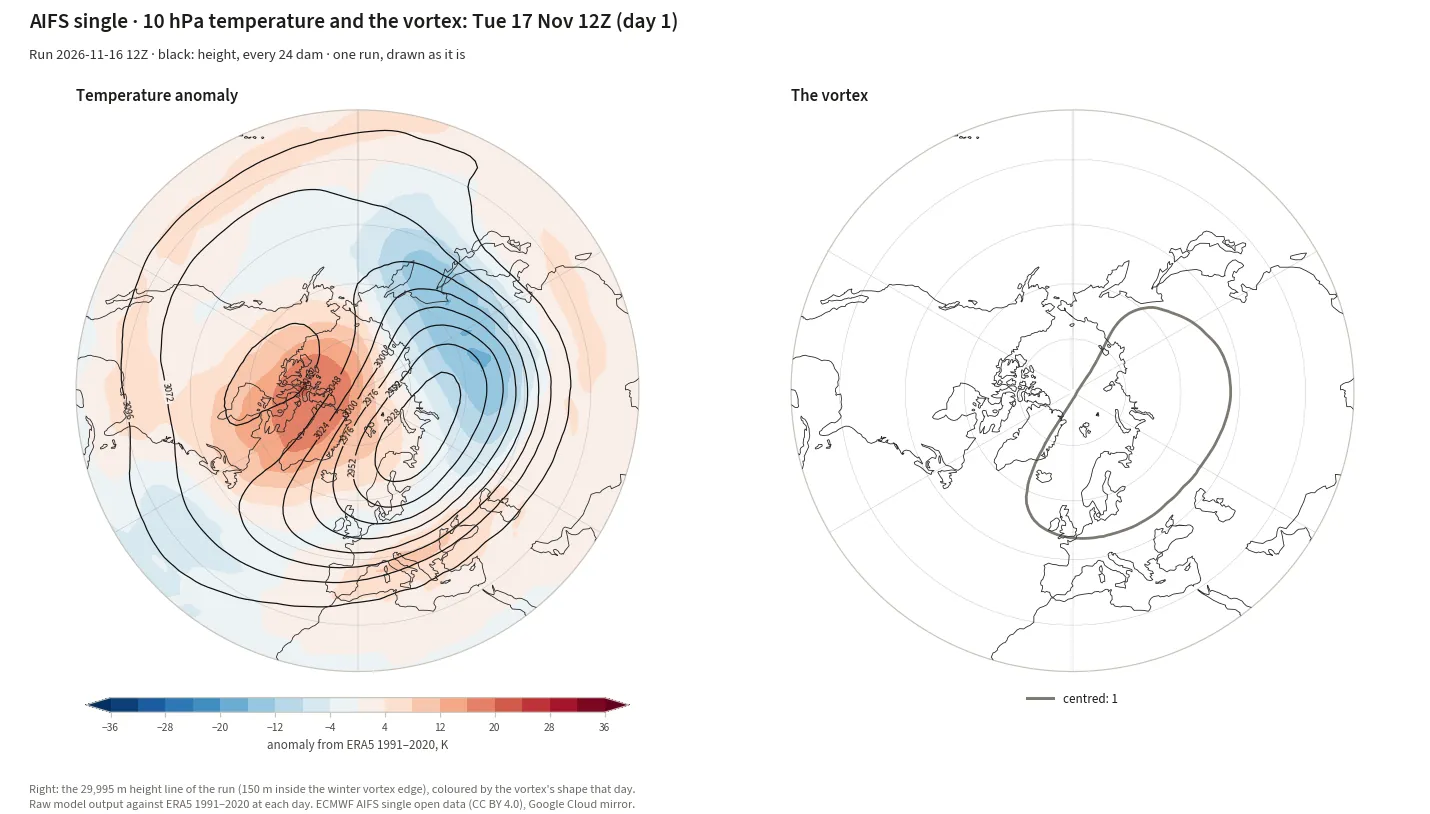 AIFS single · 10 hPa temperature and the vortex: Tue 17 Nov 12Z (day 1)
Run 2026-11-16 12Z · black: height, every 24 dam · one run, drawn as it is
Temperature anomaly
The vortex
3000
3048
3072
3096
2976
3000
2928
3024
2976
2952
−36 −28 −20 −12 −4 4 12 20 28 36
anomaly from ERA5 1991–2020, K
centred: 1
Right: the 29,995 m height line of the run (150 m inside the winter vortex edge), coloured by the vortex's shape that day.
Raw model output against ERA5 1991–2020 at each day. ECMWF AIFS single open data (CC BY 4.0), Google Cloud mirror.